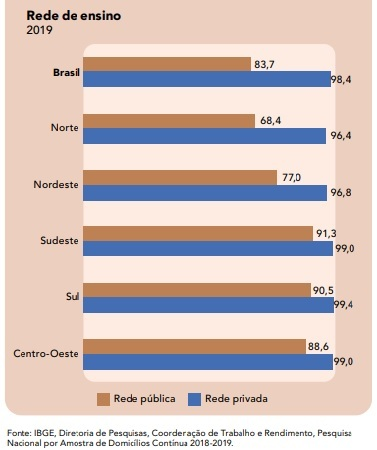 Rede de ensino
2019
Brasil
83,7
98,4
Norte
68,4
96,4
Nordeste
77,0
96,8
Sudeste
91,3
99,0
Sul
90,5
99,4
Centro-Oeste
88,6
99,0
Rede pública Rede privada
Fonte: IBGE, Diretoria de Pesquisas, Coordenação de Trabalho e Rendimento, Pesquisa
Nacional por Amostra de Domicílios Contínua 2018-2019.